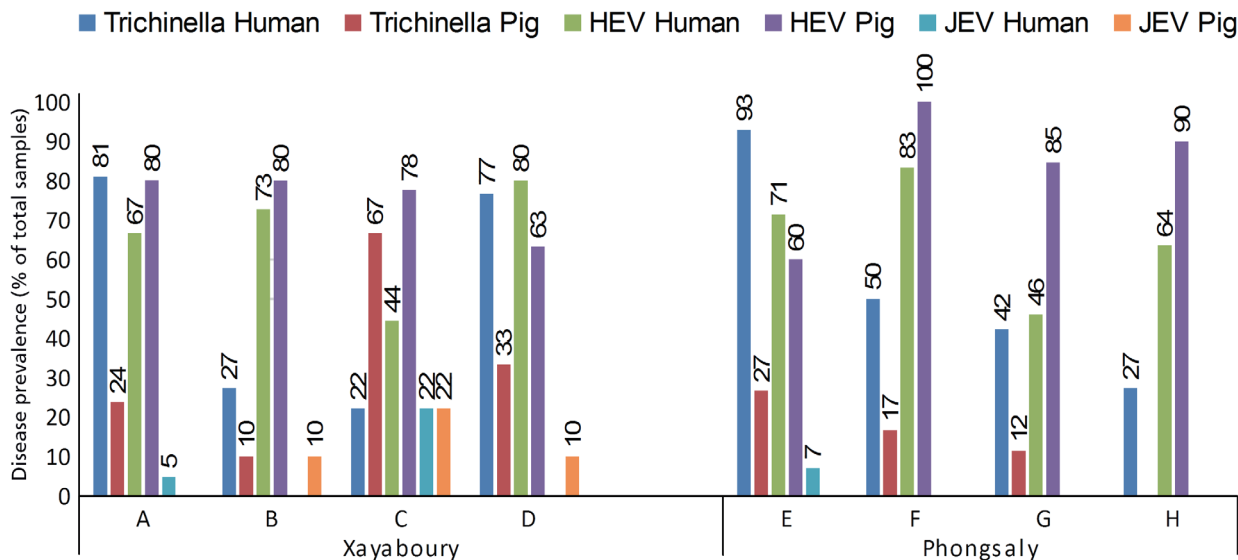 Trichinella Human Trichinella Pig HEV Human HEV Pig JEV Human JEV Pig
Disease prevalence (% of total samples)
100
90
80
70
60
50
40
30
20
10
0
81 24 67 80 5
27 10 73 80 10
22 67 44 78 22 22
77 33 80 63 10
93 27 71 60 7
50 17 83 100
42 12 46 85
27 64 90
A B C D E F G H
Xayaboury Phongsaly